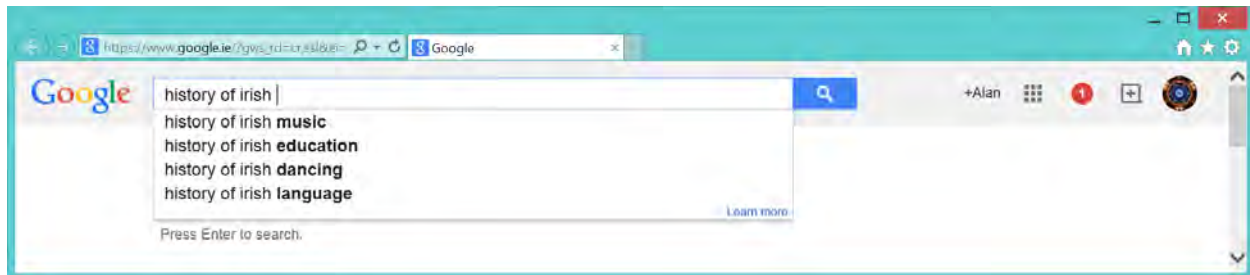 https://www.google.ie/?gws_rd=cr,ssl&ei= Google
Google history of irish +Alan 1
history of irish music
history of irish education
history of irish dancing
history of irish language
Learn more
Press Enter to search.